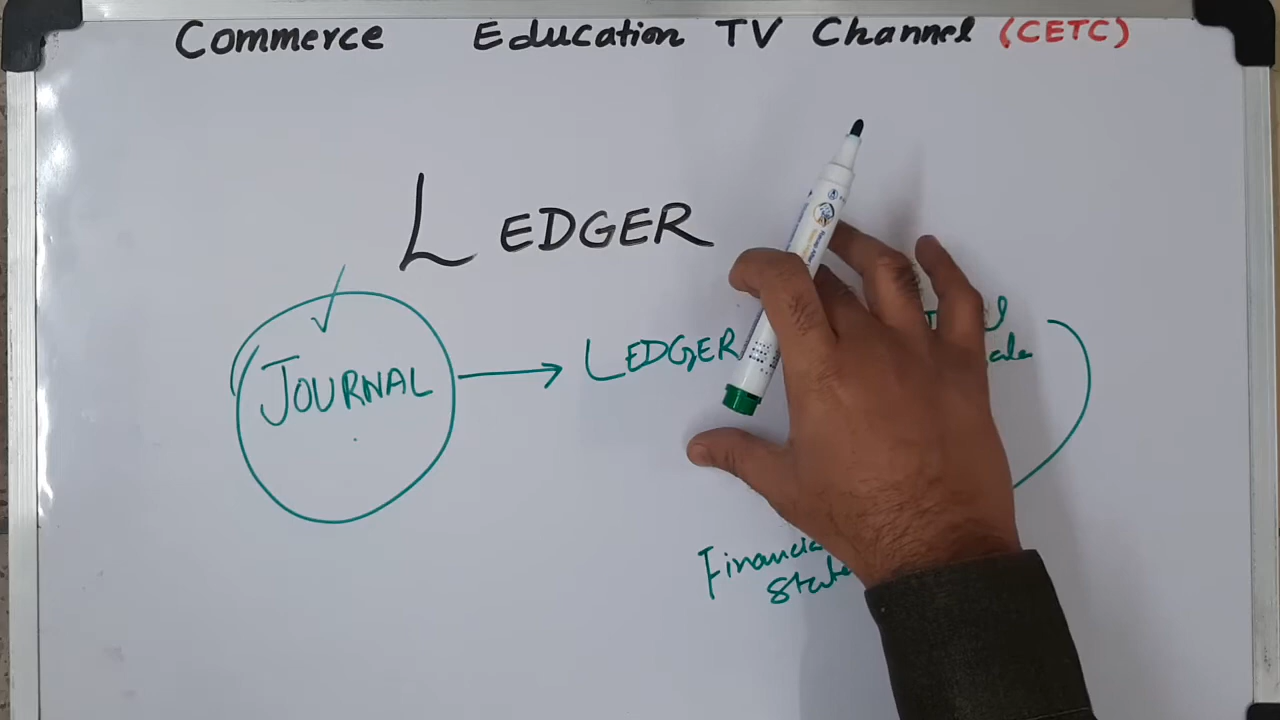 Commerce Education TV Channel (CETC)
LEDGER
JOURNAL → LEDGER